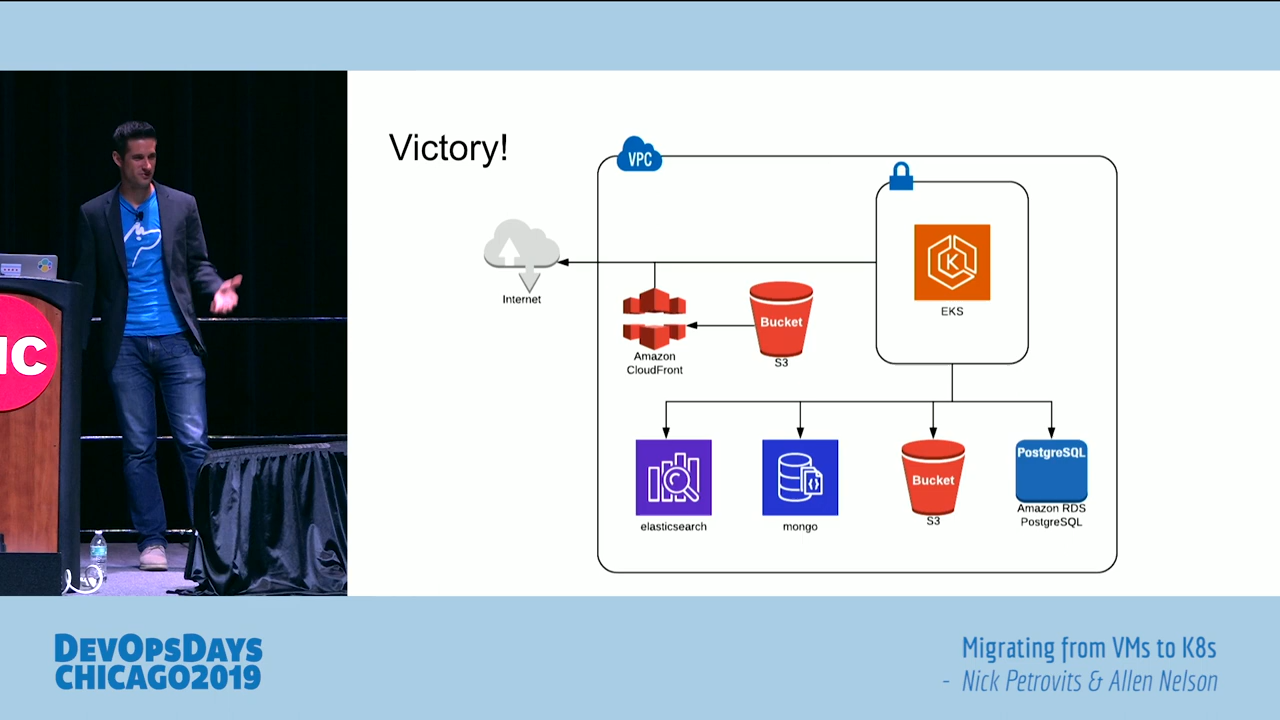 Victory!
VPC
Internet
Amazon
CloudFront
Bucket
S3
K
EKS
elasticsearch
mongo
Bucket
S3
PostgreSQL
Amazon RDS
PostgreSQL
IC
DEVOPSDAYS
CHICAGO2019
Migrating from VMs to K8s
- Nick Petrovits & Allen Nelson